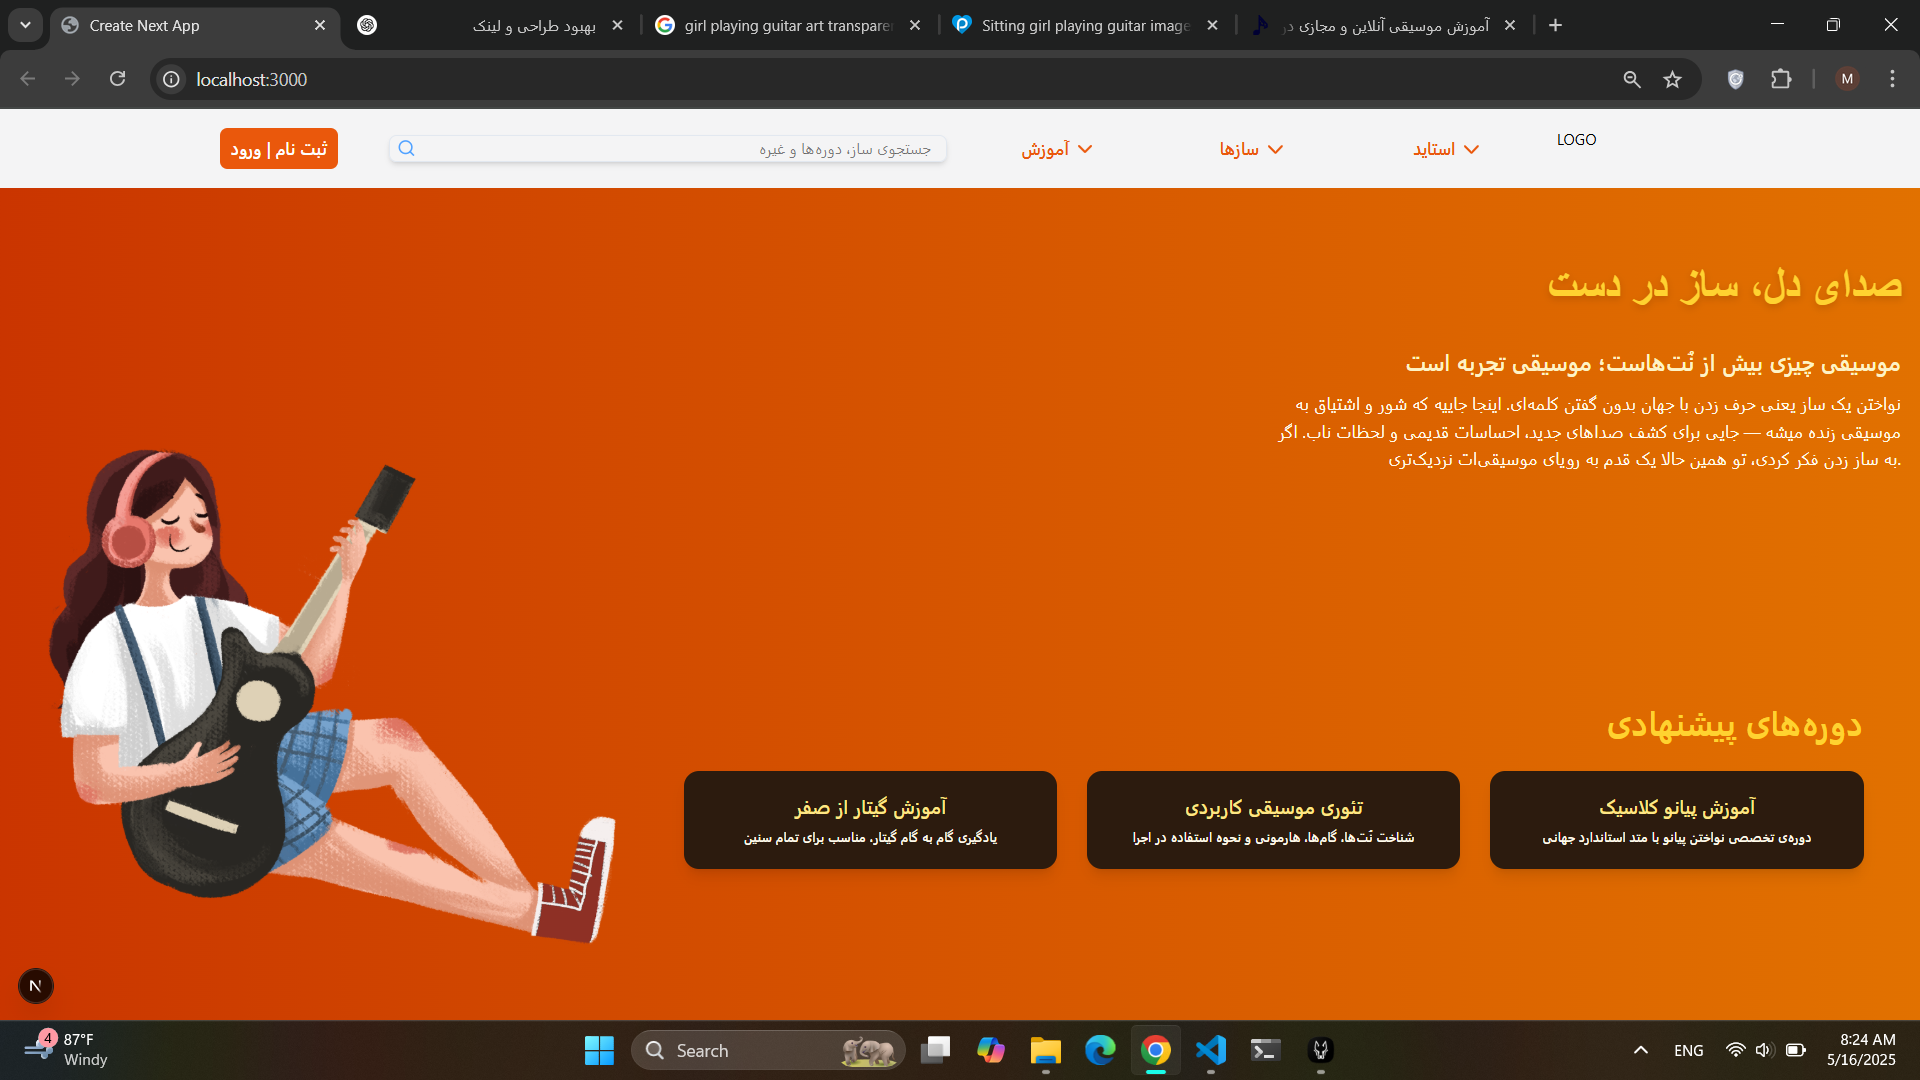 Create Next App
بهبود طراحی و لینک
girl playing guitar art transpare
Sitting girl playing guitar image
آموزش موسیقی آنلاین و مجازی در
localhost:3000
M
LOGO
استاید
سازها
آموزش
جستجوی ساز، دوره‌ها و غیره
ثبت نام | ورود
صدای دل، ساز در دست
موسیقی چیزی بیش از نُت‌هاست؛ موسیقی تجربه است
نواختن یک ساز یعنی حرف زدن با جهان بدون گفتن کلمه‌ای. اینجا جاییه که شور و اشتیاق به
موسیقی زنده میشه — جایی برای کشف صداهای جدید، احساسات قدیمی و لحظات ناب. اگر
به ساز زدن فکر کردی، تو همین حالا یک قدم به رویای موسیقی‌ات نزدیک‌تری.
دوره‌های پیشنهادی
آموزش پیانو کلاسیک
دوره‌ی تخصصی نواختن پیانو با متد استاندارد جهانی
تئوری موسیقی کاربردی
شناخت نُت‌ها، گام‌ها، هارمونی و نحوه استفاده در اجرا
آموزش گیتار از صفر
یادگیری گام به گام گیتار، مناسب برای تمام سنین
N
4
87°F
Windy
Search
ENG
8:24 AM
5/16/2025